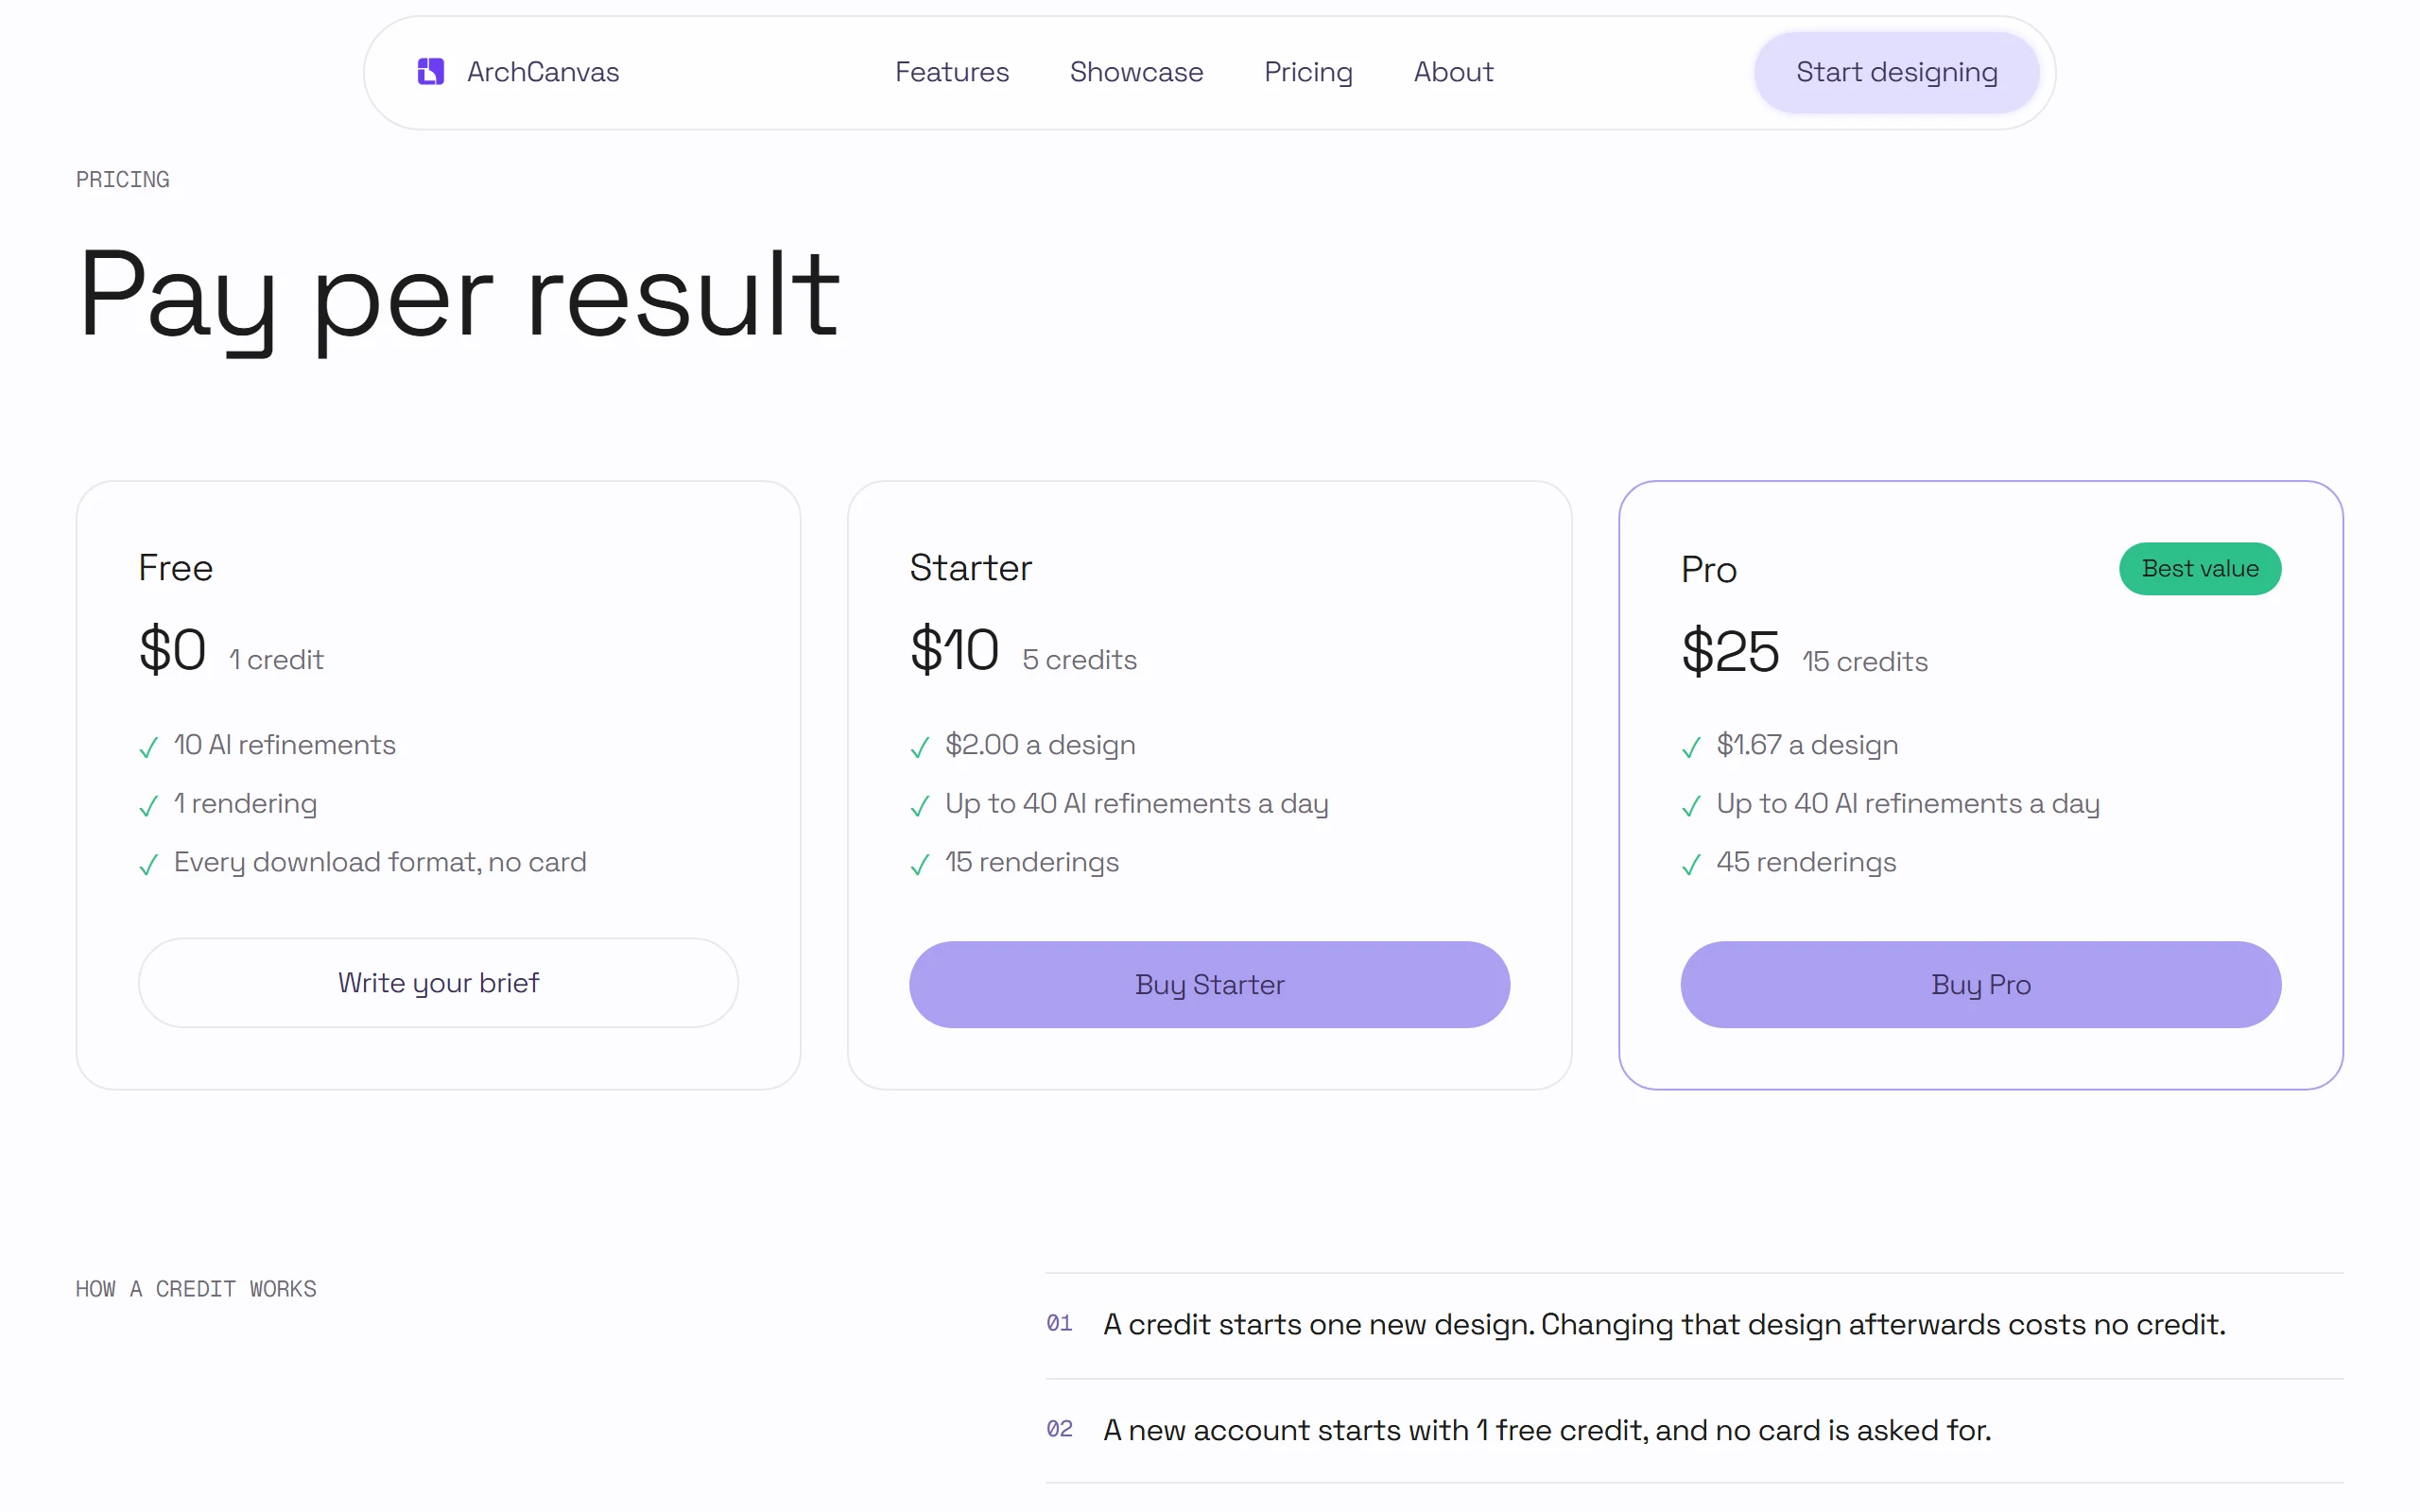 ArchCanvas
Features
Showcase
Pricing
About
Start designing
PRICING
Pay per result
Free
$0 1 credit
10 AI refinements
1 rendering
Every download format, no card
Write your brief
Starter
$10 5 credits
$2.00 a design
Up to 40 AI refinements a day
15 renderings
Buy Starter
Pro
Best value
$25 15 credits
$1.67 a design
Up to 40 AI refinements a day
45 renderings
Buy Pro
HOW A CREDIT WORKS
01 A credit starts one new design. Changing that design afterwards costs no credit.
02 A new account starts with 1 free credit, and no card is asked for.